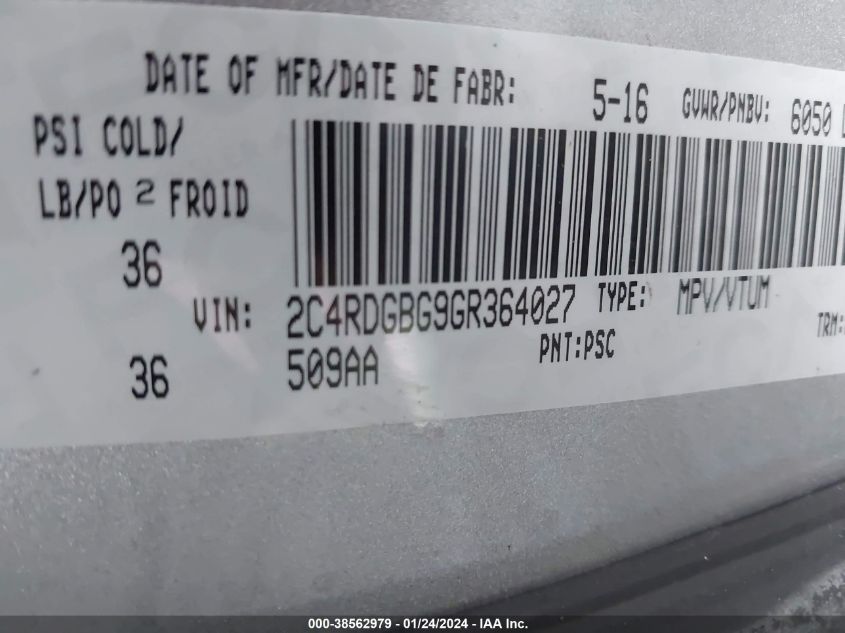 DATE OF MFR/DATE DE FABR: 5-16 GVWR/PNBV: 6050
PSI COLD/
LB/PO 2 FROID
36
VIN: 2C4RDGBG9GR364027 TYPE: MPV/VTUM
36 509AA PNT:PSC TRM:
000-38562979 - 01/24/2024 - IAA Inc.